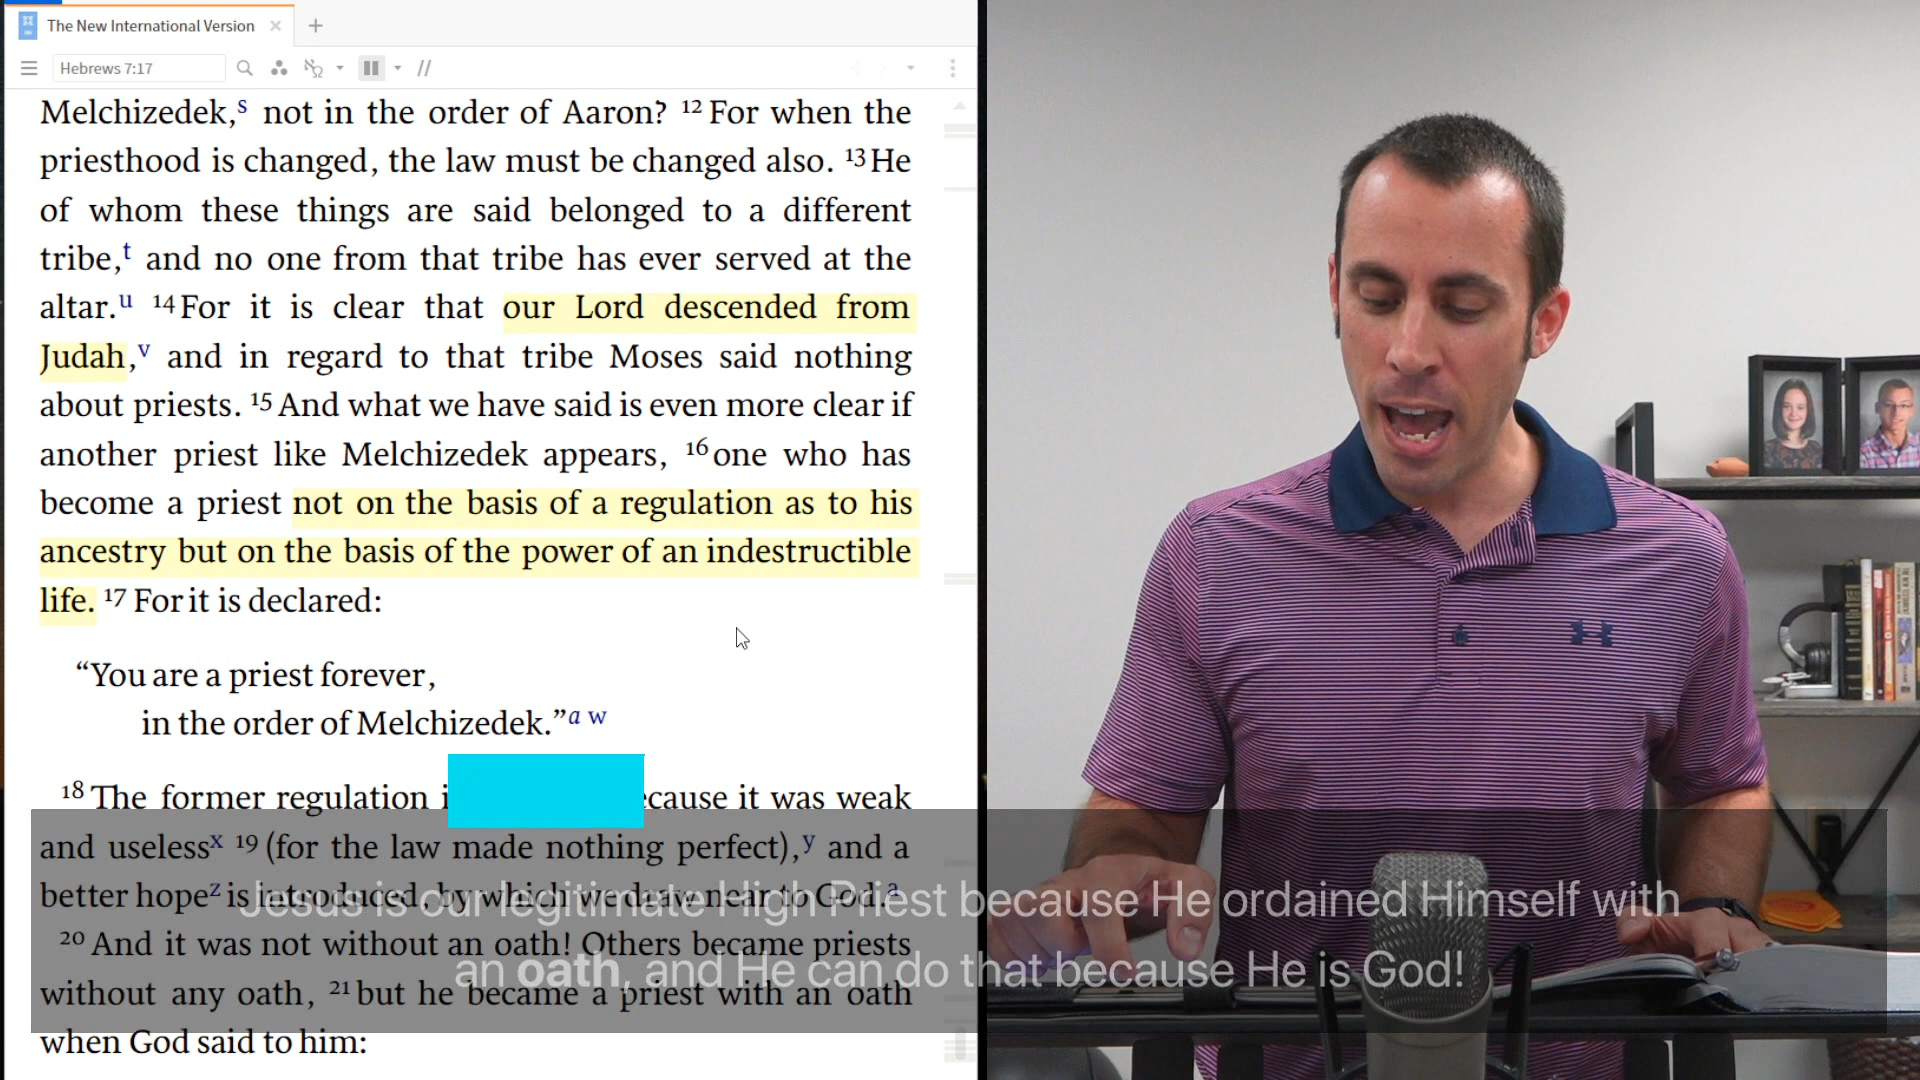 The New International Version
Hebrews 7:17
Melchizedek,s not in the order of Aaron? 12 For when the
priesthood is changed, the law must be changed also. 13 He
of whom these things are said belonged to a different
tribe,t and no one from that tribe has ever served at the
altar.u 14 For it is clear that our Lord descended from
Judah,v and in regard to that tribe Moses said nothing
about priests. 15 And what we have said is even more clear if
another priest like Melchizedek appears, 16 one who has
become a priest not on the basis of a regulation as to his
ancestry but on the basis of the power of an indestructible
life. 17 For it is declared:
“You are a priest forever,
in the order of Melchizedek.”a w
18 The former regulation i ecause it was weak
and uselessx 19 (for the law made nothing perfect),y and a
better hopez is introduced, by which we draw near to God.a
20 And it was not without an oath! Others became priests
without any oath, 21 but he became a priest with an oath
when God said to him:
Jesus is our legitimate High Priest because He ordained Himself with
an oath, and He can do that because He is God!